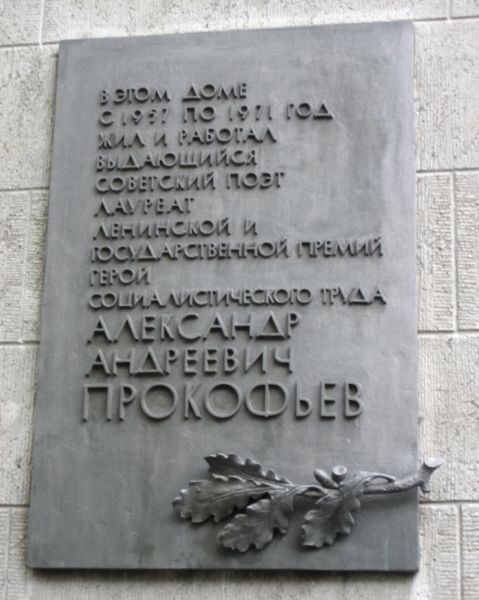 В ЭТОМ ДОМЕ
С 1957 ПО 1971 ГОД
ЖИЛ И РАБОТАЛ
ВЫДАЮЩИЙСЯ
СОВЕТСКИЙ ПОЭТ
ЛАУРЕАТ
ЛЕНИНСКОЙ И
ГОСУДАРСТВЕННОЙ ПРЕМИЙ
ГЕРОЙ
СОЦИАЛИСТИЧЕСКОГО ТРУДА
АЛЕКСАНДР
АНДРЕЕВИЧ
ПРОКОФЬЕВ